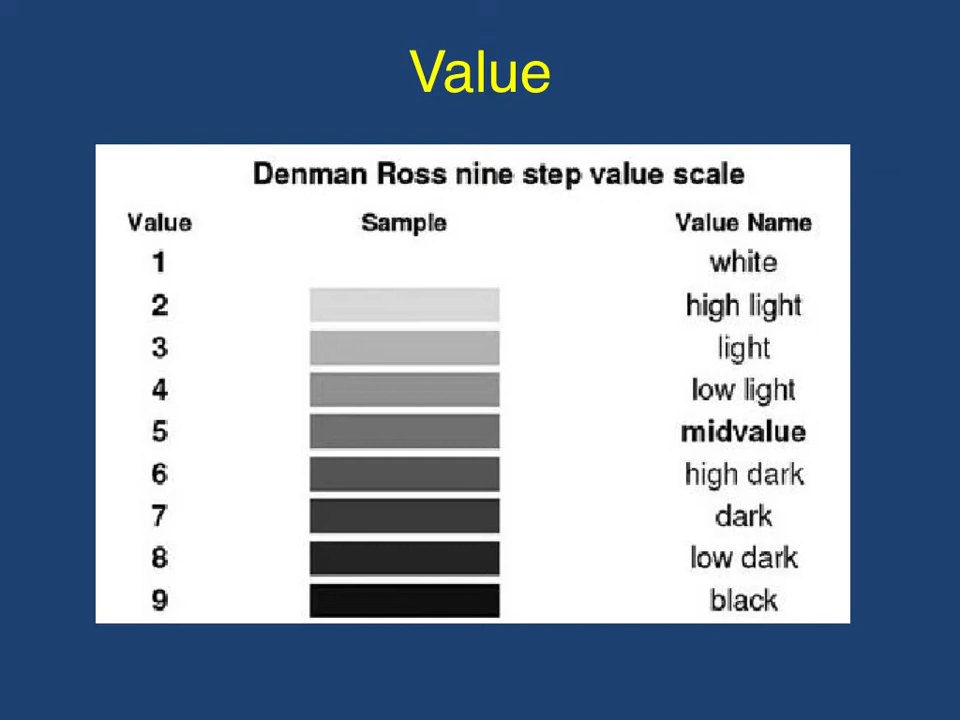 Value
Denman Ross nine step value scale
Value Sample Value Name
1 white
2 high light
3 light
4 low light
5 midvalue
6 high dark
7 dark
8 low dark
9 black